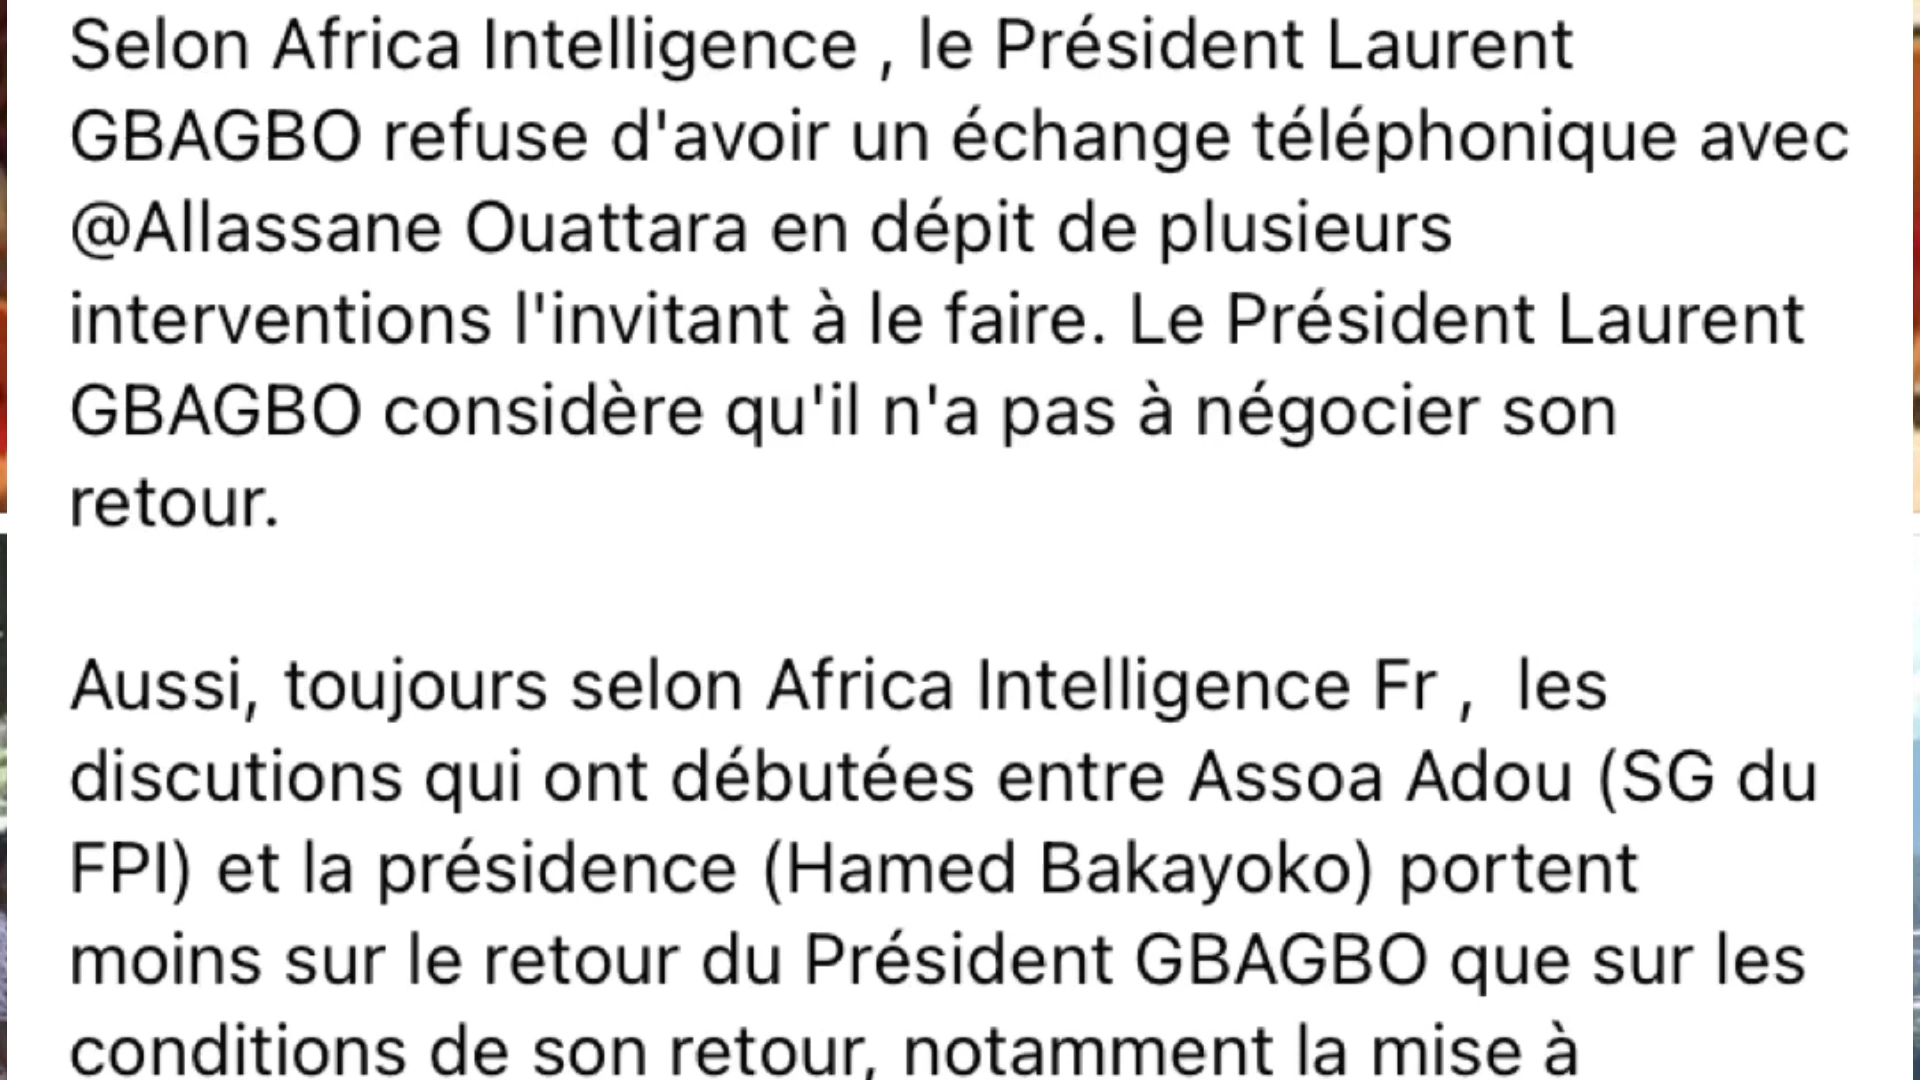 Selon Africa Intelligence , le Président Laurent
GBAGBO refuse d'avoir un échange téléphonique avec
@Allassane Ouattara en dépit de plusieurs
interventions l'invitant à le faire. Le Président Laurent
GBAGBO considère qu'il n'a pas à négocier son
retour.
Aussi, toujours selon Africa Intelligence Fr ,  les
discutions qui ont débutées entre Assoa Adou (SG du
FPI) et la présidence (Hamed Bakayoko) portent
moins sur le retour du Président GBAGBO que sur les
conditions de son retour, notamment la mise à